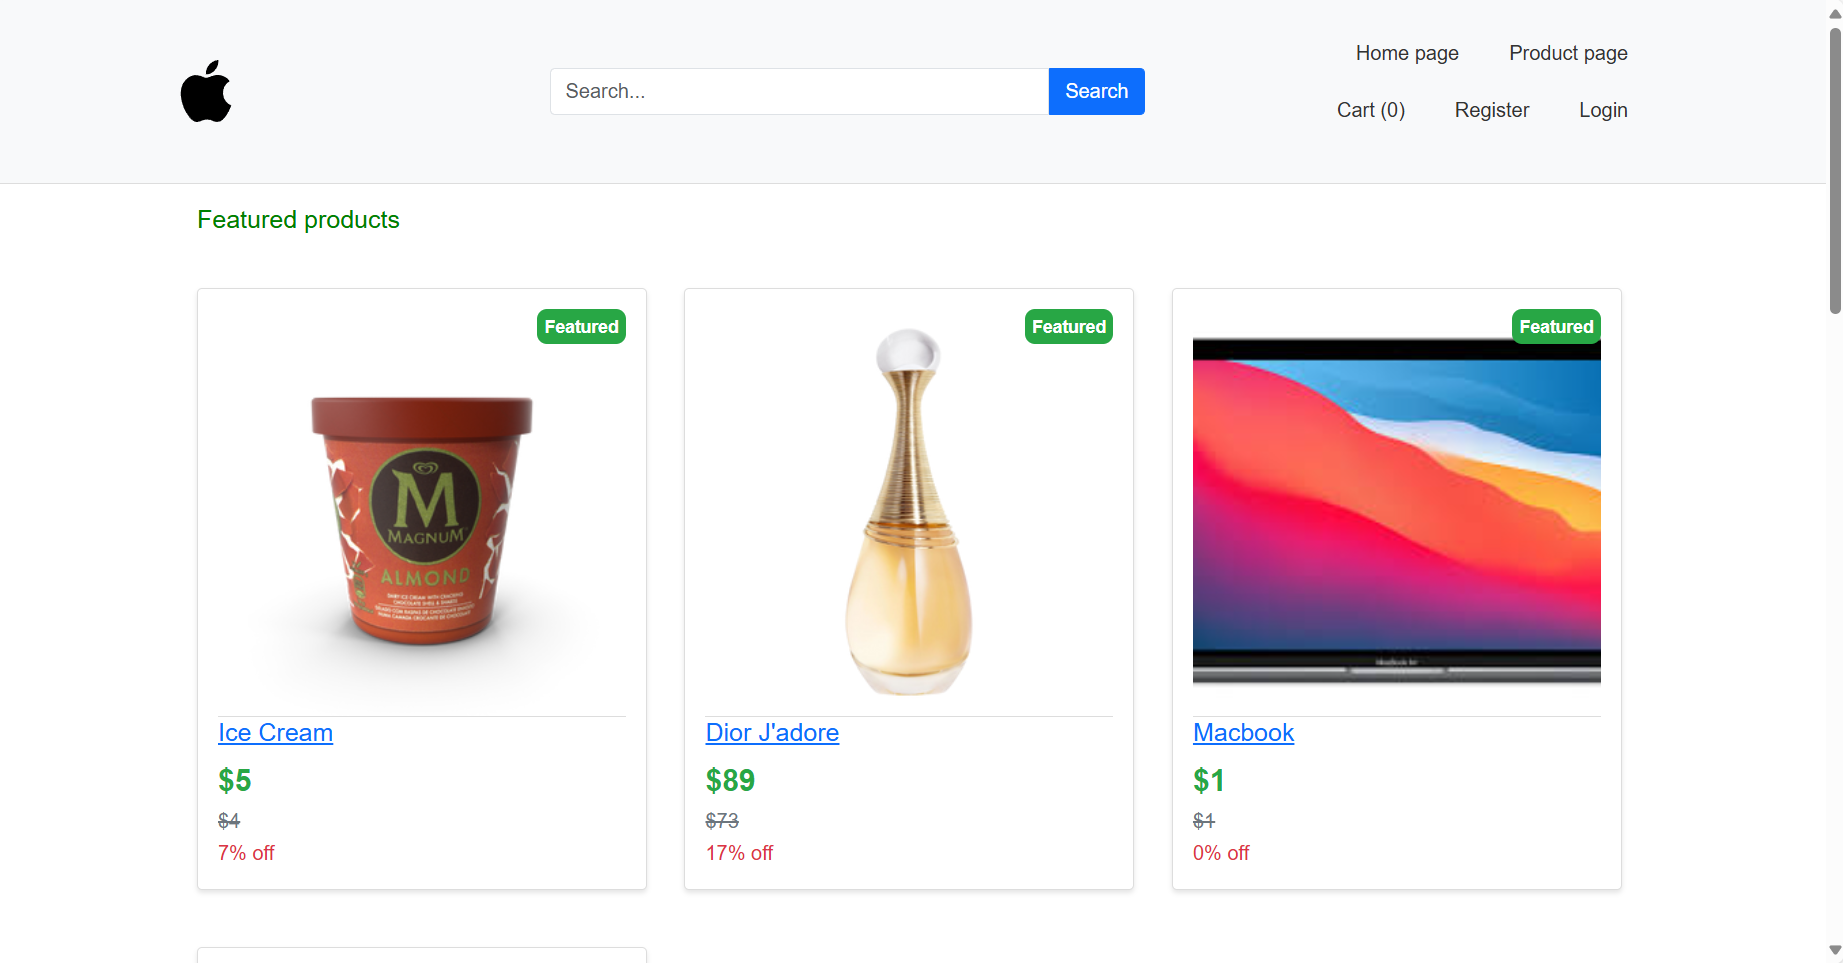 Home page Product page
Search... Search
Cart (0) Register Login
Featured products
Featured Featured Featured
M
MAGNUM
ALMOND
Ice Cream Dior J'adore Macbook
$5 $89 $1
$4 $73 $1
7% off 17% off 0% off